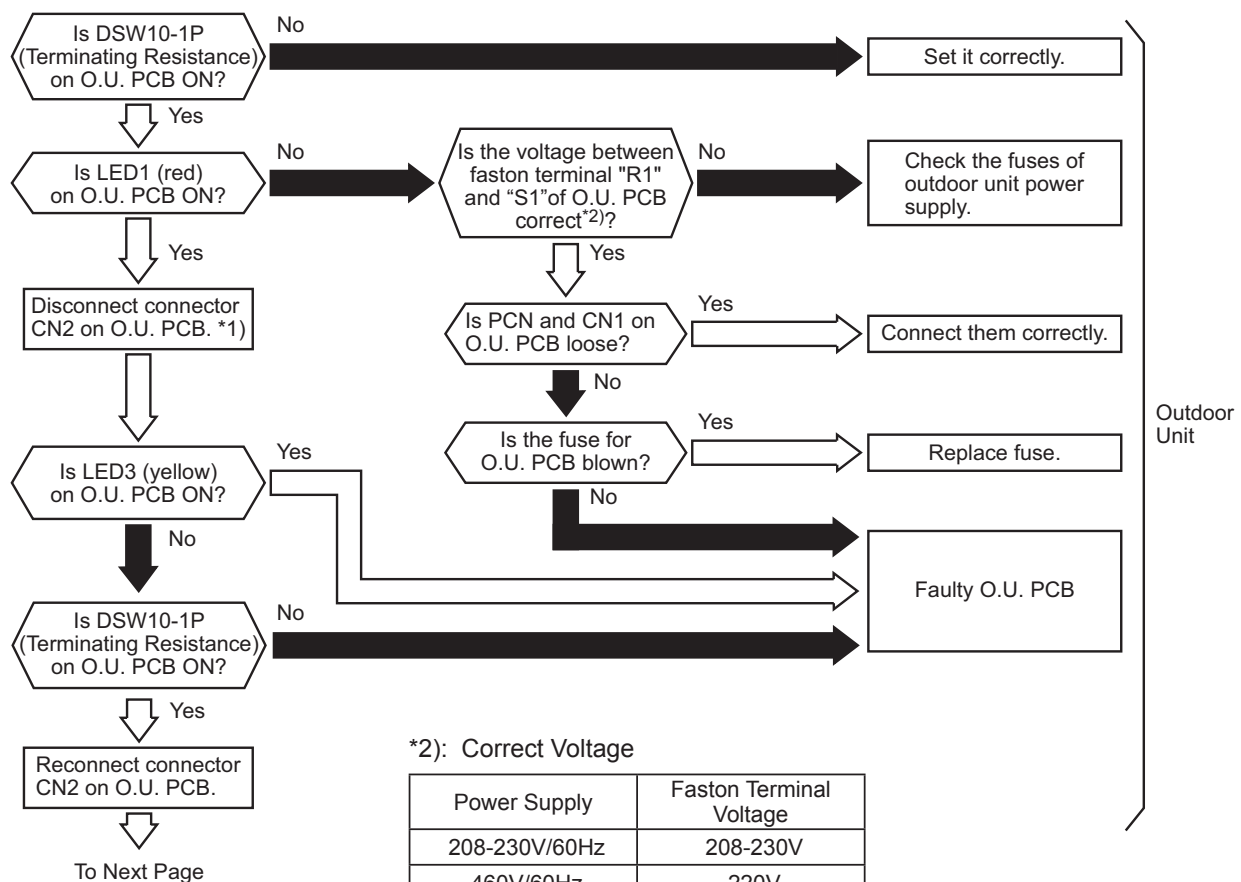 Is DSW10-1P
(Terminating Resistance)
on O.U. PCB ON?
No
Set it correctly.
Yes
Is LED1 (red)
on O.U. PCB ON?
No
Is the voltage between
faston terminal "R1"
and “S1”of O.U. PCB
correct*2)?
No
Check the fuses of
outdoor unit power
supply.
Yes
Yes
Disconnect connector
CN2 on O.U. PCB. *1)
Is PCN and CN1 on
O.U. PCB loose?
Yes
Connect them correctly.
No
Is LED3 (yellow)
on O.U. PCB ON?
Yes
Is the fuse for
O.U. PCB blown?
Yes
Replace fuse.
Outdoor
Unit
No
No
Faulty O.U. PCB
Is DSW10-1P
(Terminating Resistance)
on O.U. PCB ON?
No
Yes
Reconnect connector
CN2 on O.U. PCB.
To Next Page
*2): Correct Voltage
Power Supply
Faston Terminal
Voltage
208-230V/60Hz
208-230V
460V/60Hz
220V